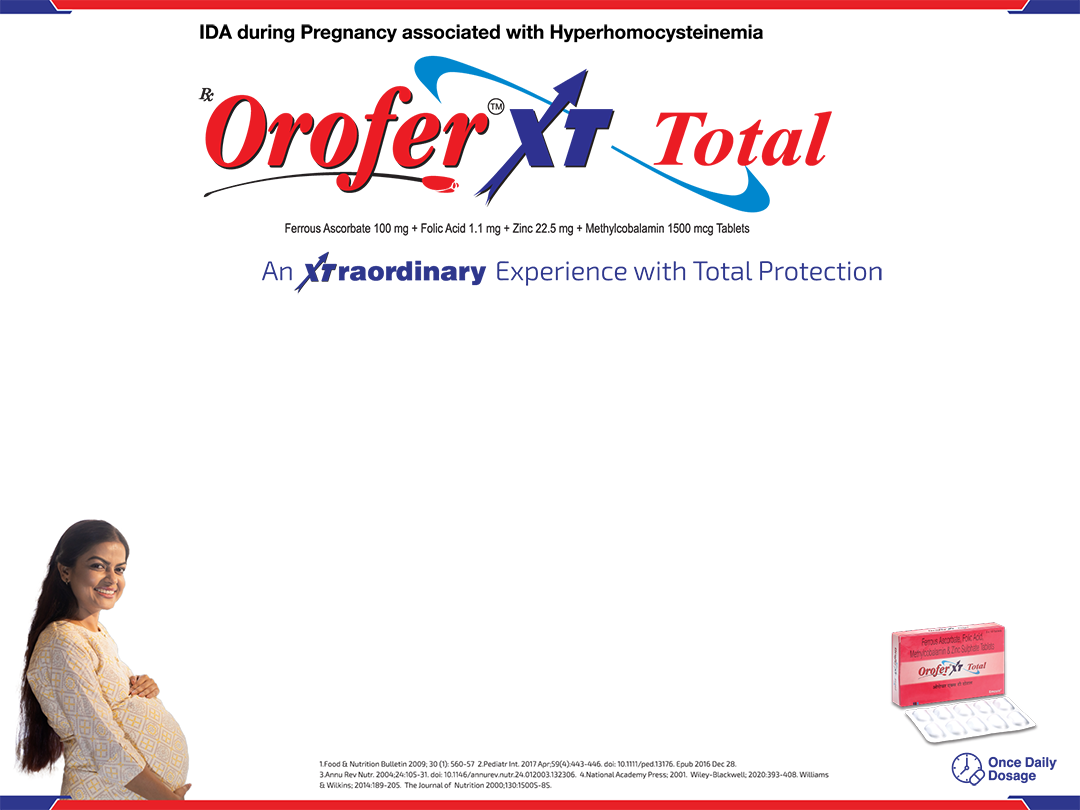 IDA during Pregnancy associated with Hyperhomocysteinemia
Rx Orofer™ XT Total
Ferrous Ascorbate 100 mg + Folic Acid 1.1 mg + Zinc 22.5 mg + Methylcobalamin 1500 mcg Tablets
An XTraordinary Experience with Total Protection
Ferrous Ascorbate, Folic Acid,
Methylcobalamin & Zinc Sulphate Tablets
Orofer XT Total
1.Food & Nutrition Bulletin 2009; 30 (1): S60-S7 2.Pediatr Int. 2017 Apr;59(4):443-446. doi: 10.1111/ped.13176. Epub 2016 Dec 28.
3.Annu Rev Nutr. 2004;24:105-31. doi: 10.1146/annurev.nutr.24.012003.132306. 4.National Academy Press; 2001. Wiley-Blackwell; 2020:393-408. Williams
& Wilkins; 2014:189-205. The Journal of Nutrition 2000;130:1500S-8S.
Once Daily
Dosage